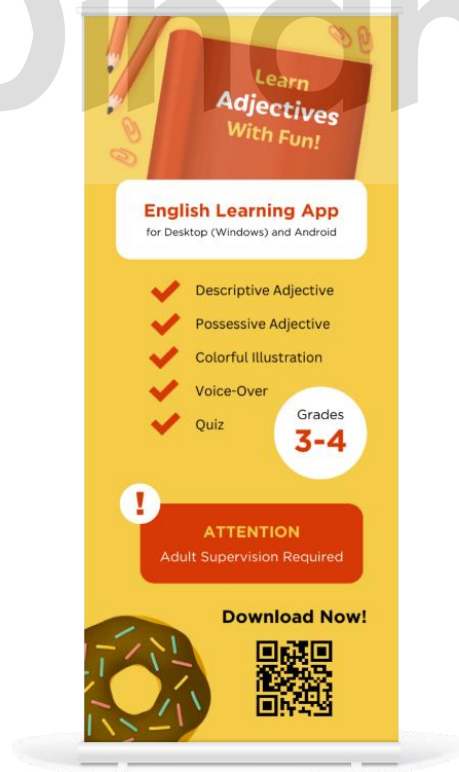 Learn
Adjectives
With Fun!
English Learning App
for Desktop (Windows) and Android
Descriptive Adjective
Possessive Adjective
Colorful Illustration
Voice-Over
Quiz
Grades
3-4
!
ATTENTION
Adult Supervision Required
Download Now!